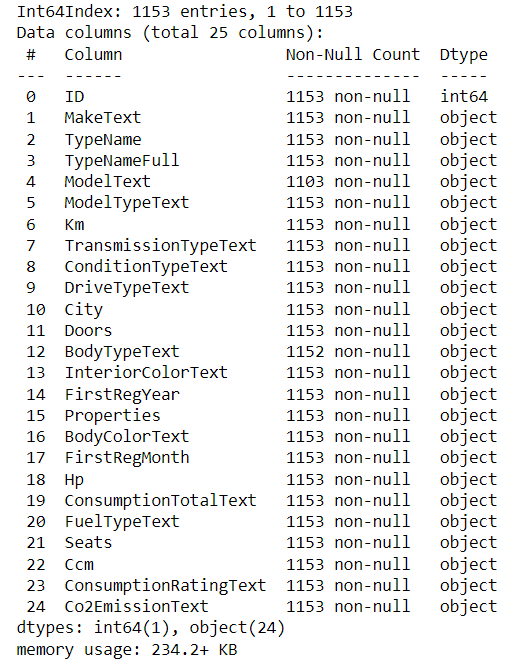 Int64Index: 1153 entries, 1 to 1153
Data columns (total 25 columns):
 #   Column                Non-Null Count  Dtype
---  ------                --------------  -----
 0   ID                    1153 non-null   int64
 1   MakeText              1153 non-null   object
 2   TypeName              1153 non-null   object
 3   TypeNameFull          1153 non-null   object
 4   ModelText             1103 non-null   object
 5   ModelTypeText         1153 non-null   object
 6   Km                    1153 non-null   object
 7   TransmissionTypeText  1153 non-null   object
 8   ConditionTypeText     1153 non-null   object
 9   DriveTypeText         1153 non-null   object
 10  City                  1153 non-null   object
 11  Doors                 1153 non-null   object
 12  BodyTypeText          1152 non-null   object
 13  InteriorColorText     1153 non-null   object
 14  FirstRegYear          1153 non-null   object
 15  Properties            1153 non-null   object
 16  BodyColorText         1153 non-null   object
 17  FirstRegMonth         1153 non-null   object
 18  Hp                    1153 non-null   object
 19  ConsumptionTotalText  1153 non-null   object
 20  FuelTypeText          1153 non-null   object
 21  Seats                 1153 non-null   object
 22  Ccm                   1153 non-null   object
 23  ConsumptionRatingText 1153 non-null   object
 24  Co2EmissionText       1153 non-null   object
dtypes: int64(1), object(24)
memory usage: 234.2+ KB